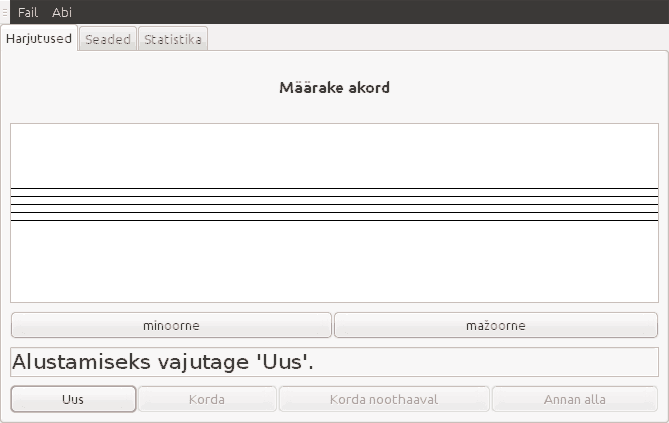 Fail Abi
Harjutused Seaded Statistika
Määrake akord
minoorne mažoorne
Alustamiseks vajutage 'Uus'.
Uus Korda Korda noothaaval Annan alla